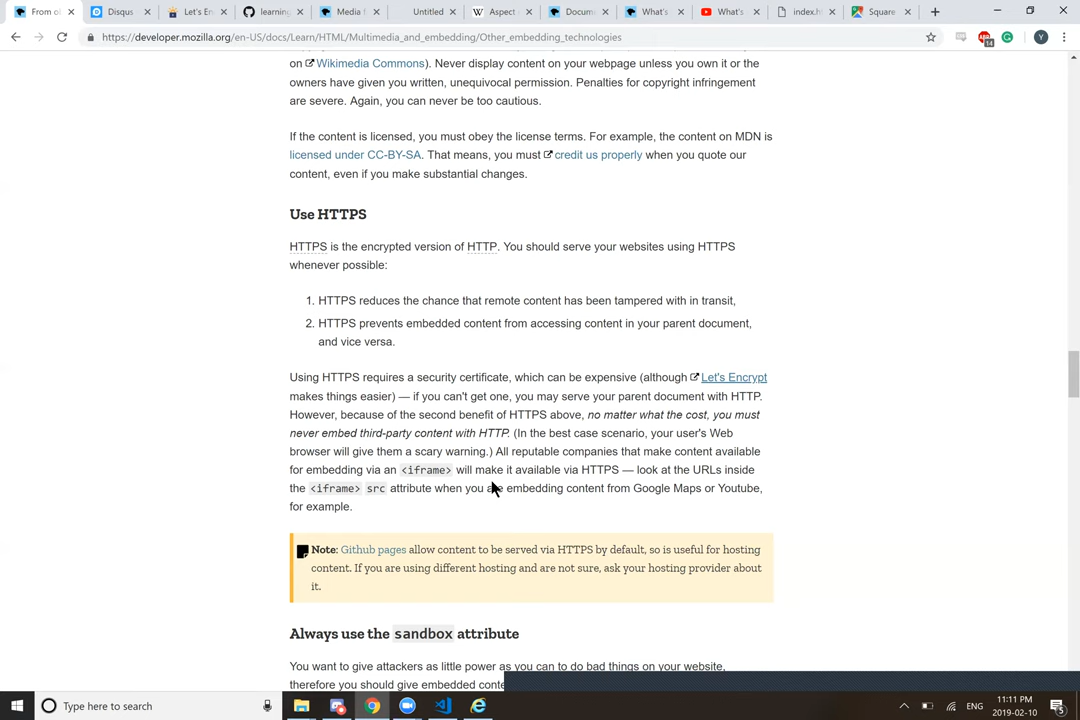 From ol
Disqus
Let's En
learning
Media f
Untitled
Aspect
Docum
What's
What's
index.h
Square
https://developer.mozilla.org/en-US/docs/Learn/HTML/Multimedia_and_embedding/Other_embedding_technologies
14
Y
on Wikimedia Commons). Never display content on your webpage unless you own it or the
owners have given you written, unequivocal permission. Penalties for copyright infringement
are severe. Again, you can never be too cautious.
If the content is licensed, you must obey the license terms. For example, the content on MDN is
licensed under CC-BY-SA. That means, you must credit us properly when you quote our
content, even if you make substantial changes.
Use HTTPS
HTTPS is the encrypted version of HTTP. You should serve your websites using HTTPS
whenever possible:
1. HTTPS reduces the chance that remote content has been tampered with in transit,
2. HTTPS prevents embedded content from accessing content in your parent document,
and vice versa.
Using HTTPS requires a security certificate, which can be expensive (although Let's Encrypt
makes things easier) — if you can't get one, you may serve your parent document with HTTP.
However, because of the second benefit of HTTPS above, no matter what the cost, you must
never embed third-party content with HTTP. (In the best case scenario, your user's Web
browser will give them a scary warning.) All reputable companies that make content available
for embedding via an <iframe> will make it available via HTTPS — look at the URLs inside
the <iframe> src attribute when you are embedding content from Google Maps or Youtube,
for example.
Note: Github pages allow content to be served via HTTPS by default, so is useful for hosting
content. If you are using different hosting and are not sure, ask your hosting provider about
it.
Always use the sandbox attribute
You want to give attackers as little power as you can to do bad things on your website,
therefore you should give embedded conte
Type here to search
ENG
11:11 PM
2019-02-10
5